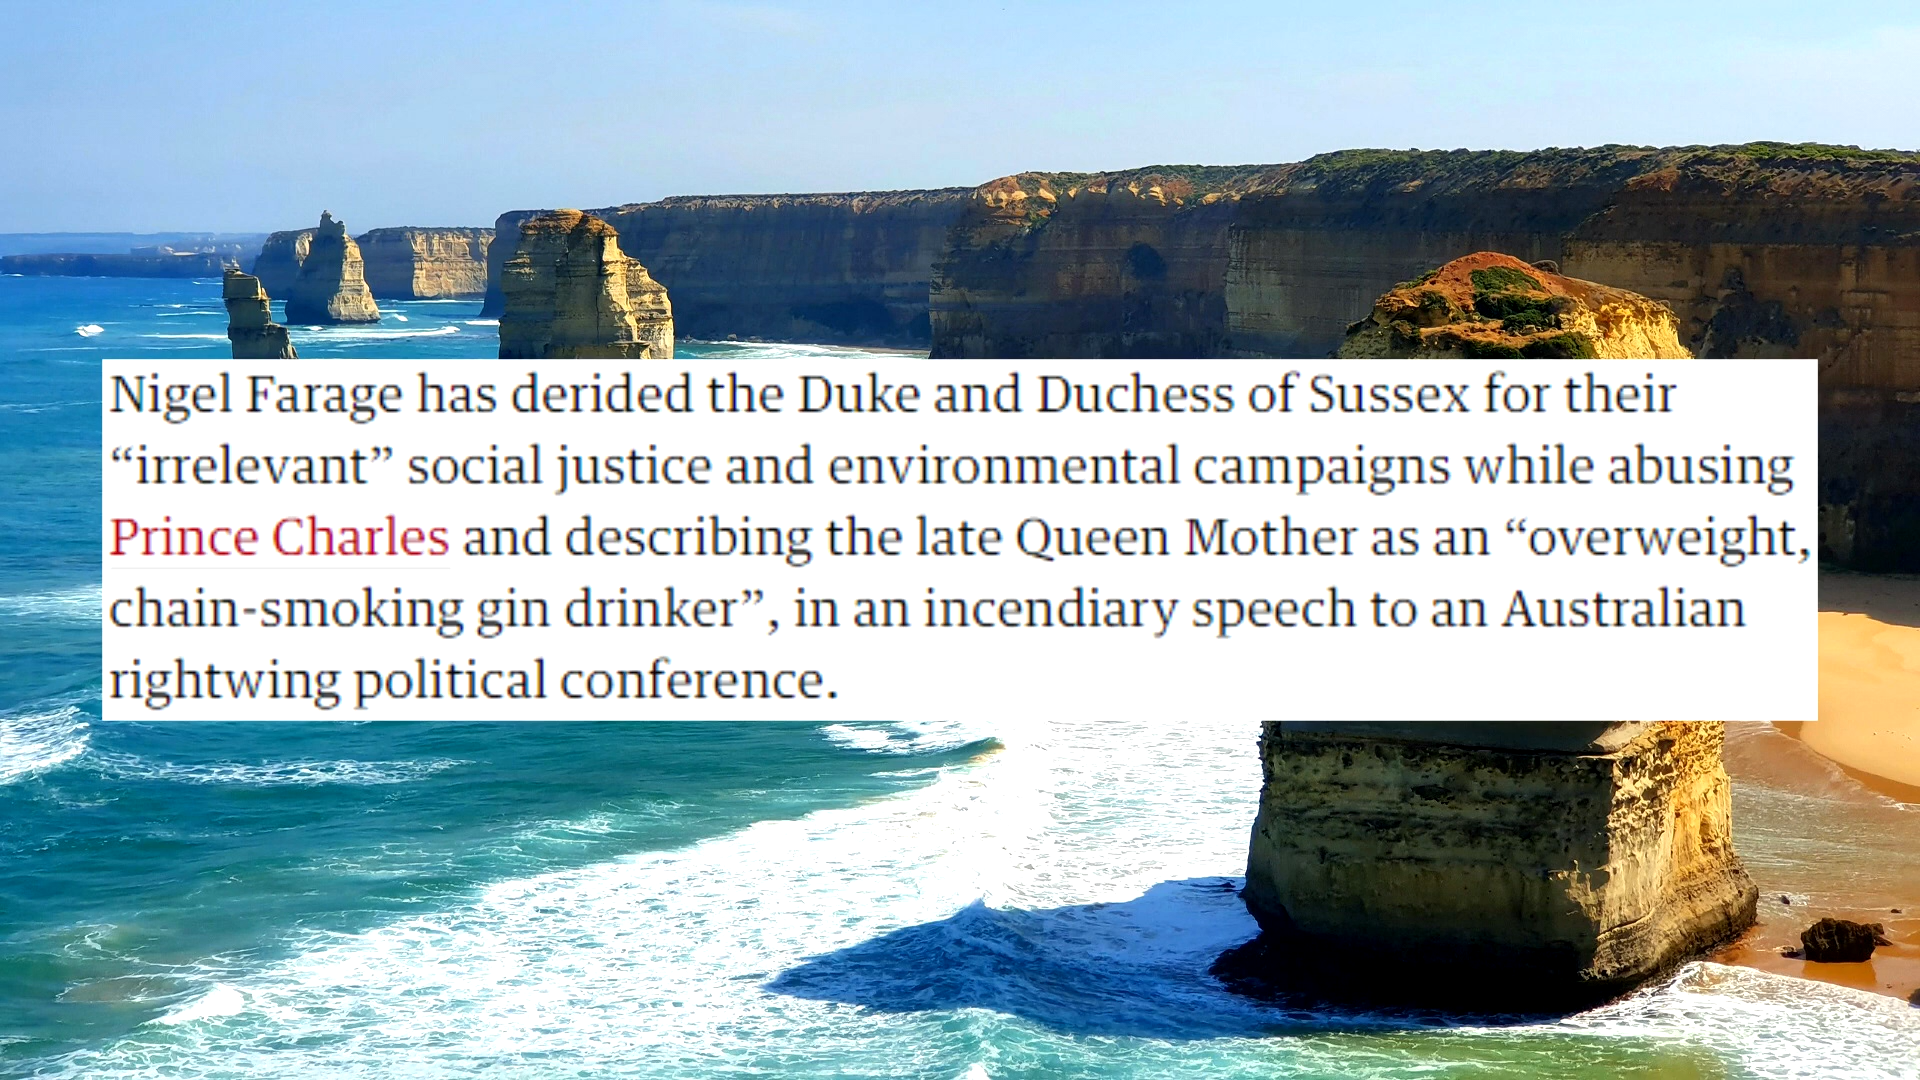 Nigel Farage has derided the Duke and Duchess of Sussex for their
“irrelevant” social justice and environmental campaigns while abusing
Prince Charles and describing the late Queen Mother as an “overweight,
chain-smoking gin drinker”, in an incendiary speech to an Australian
rightwing political conference.